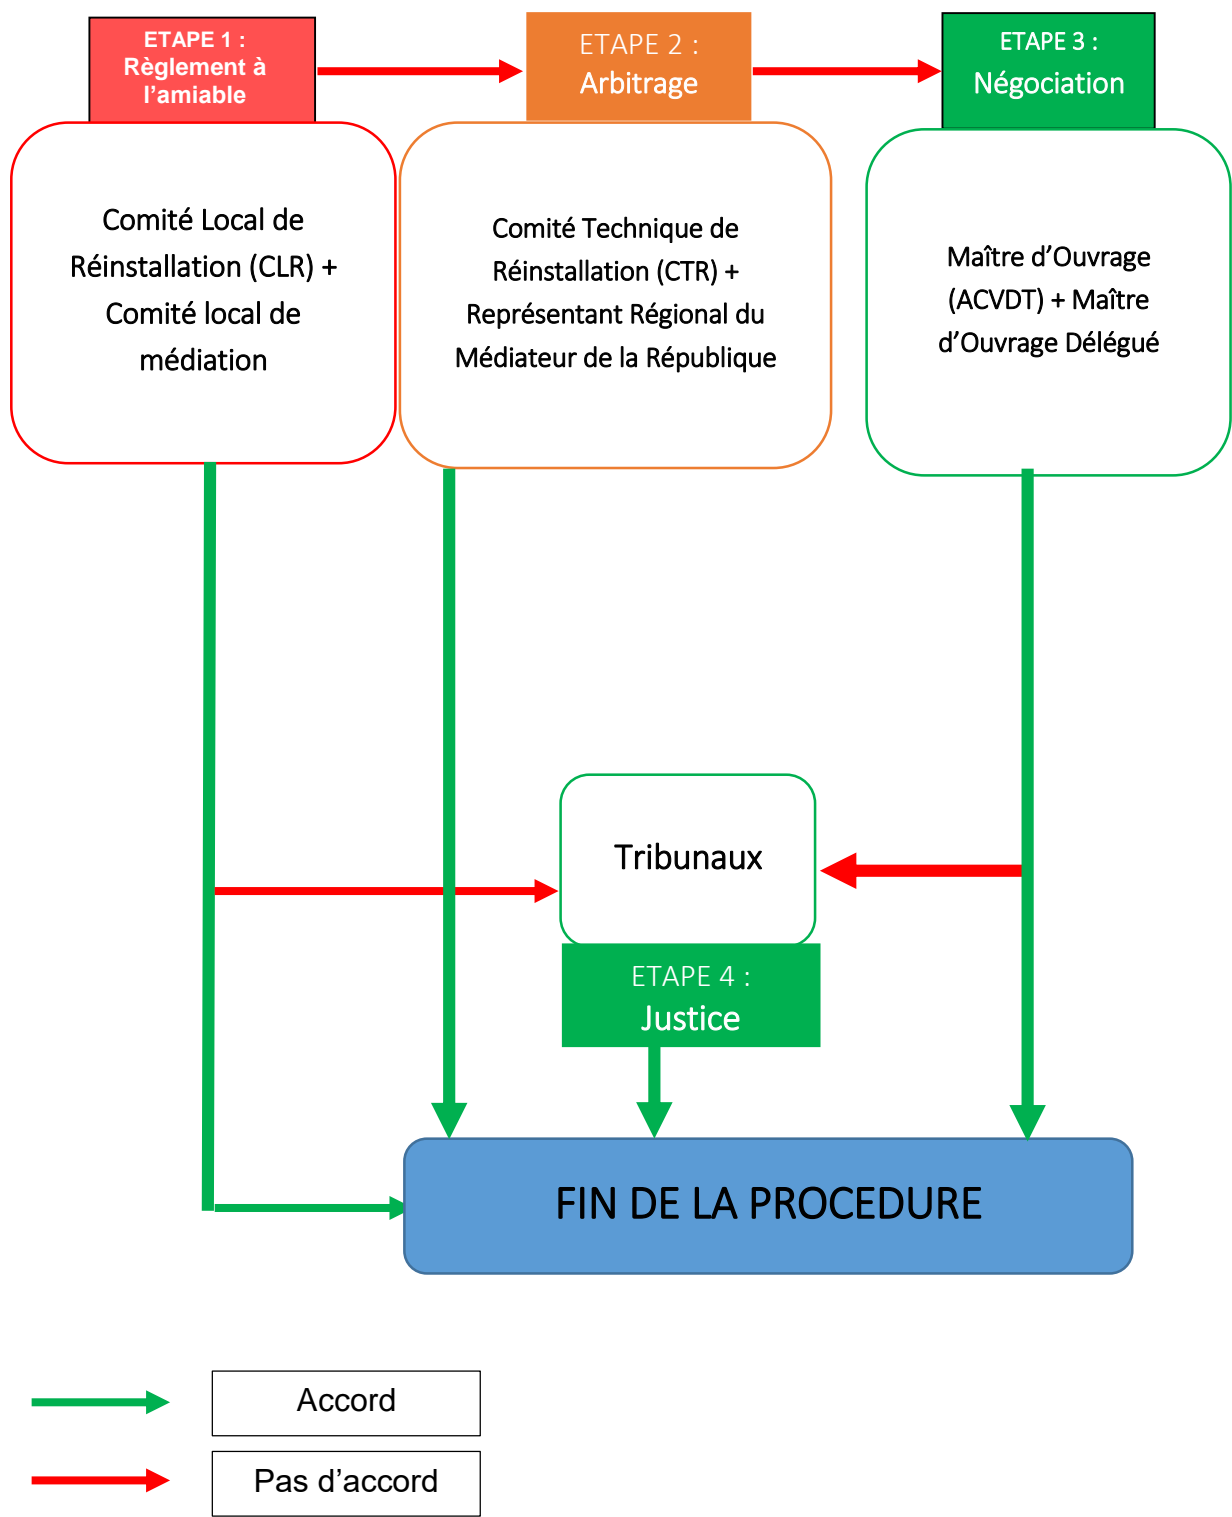 ETAPE 1 :
Règlement à
l’amiable
Comité Local de
Réinstallation (CLR) +
Comité local de
médiation
ETAPE 2 :
Arbitrage
Comité Technique de
Réinstallation (CTR) +
Représentant Régional du
Médiateur de la République
ETAPE 3 :
Négociation
Maître d’Ouvrage
(ACVDT) + Maître
d’Ouvrage Délégué
Tribunaux
ETAPE 4 :
Justice
FIN DE LA PROCEDURE
Accord
Pas d’accord